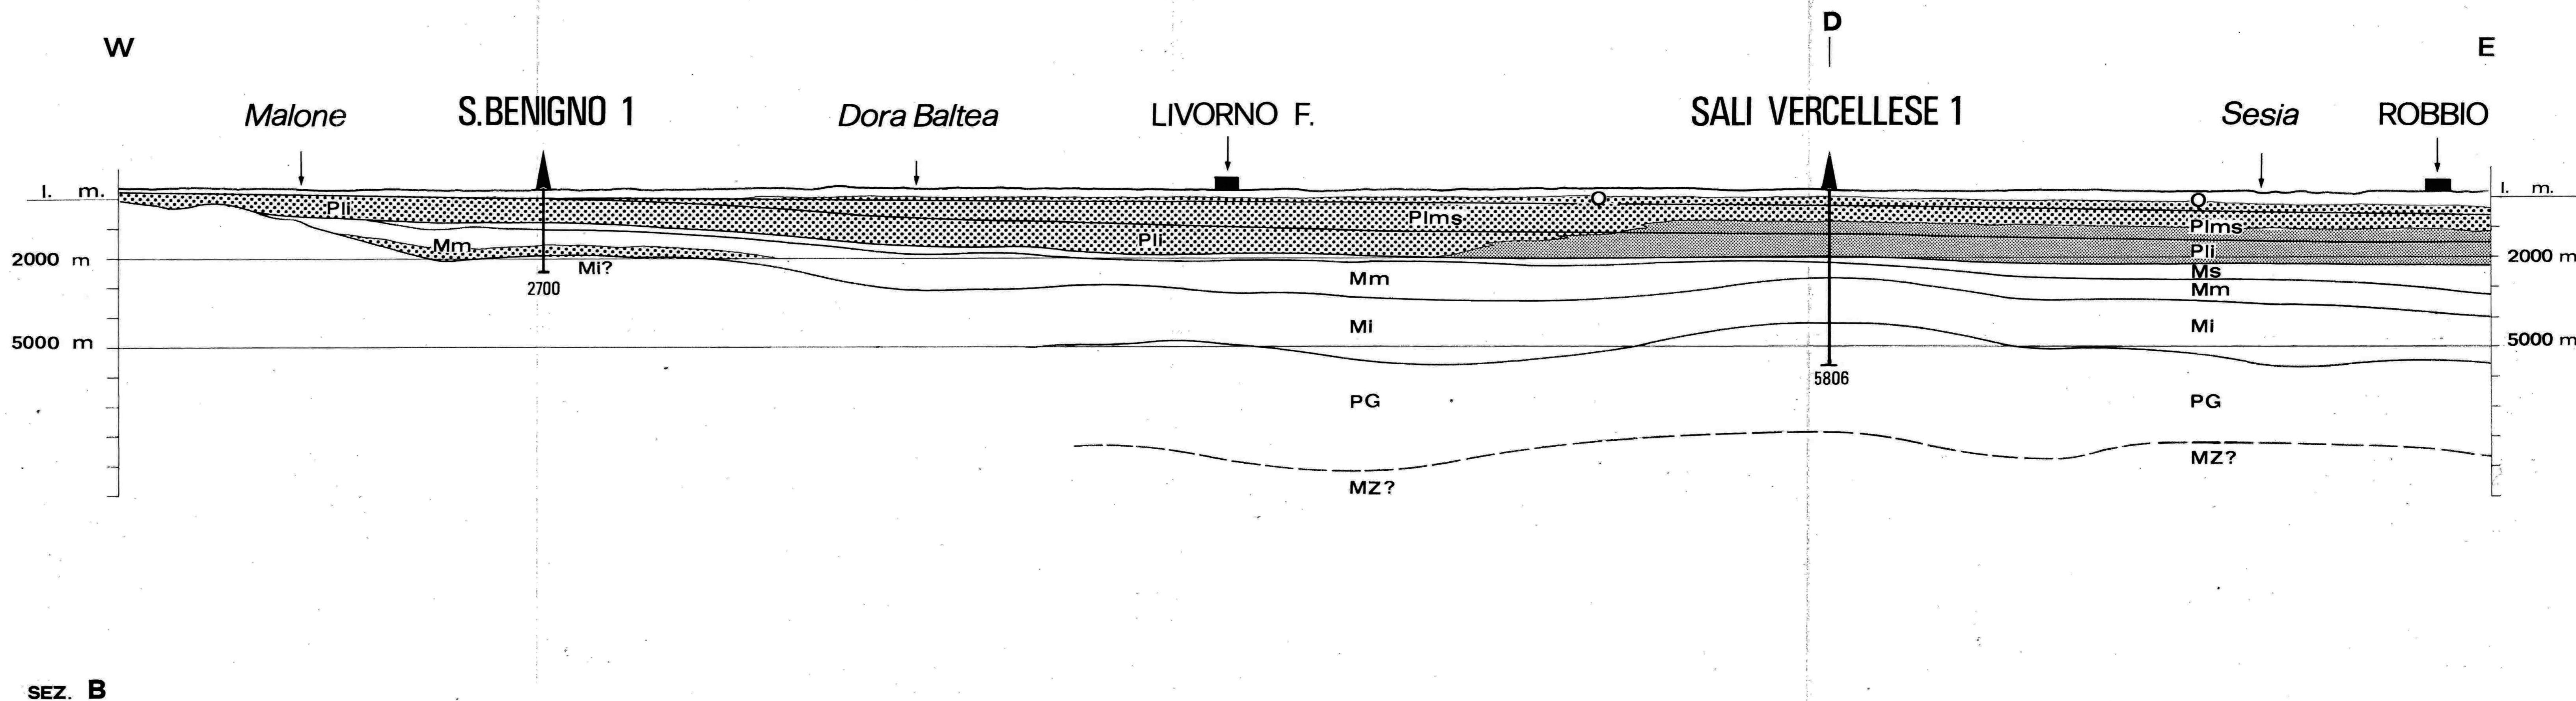 D
W E
Malone S.BENIGNO 1 Dora Baltea LIVORNO F. SALI VERCELLESE 1 Sesia ROBBIO
l. m. l. m.
Q Q
Pli Plms Plms
Mm Pli Pli
2000 m Mi? Mm Ms 2000 m
2700 Mm
Mi Mi
5000 m 5000 m
5806
PG PG
MZ? MZ?
SEZ. B